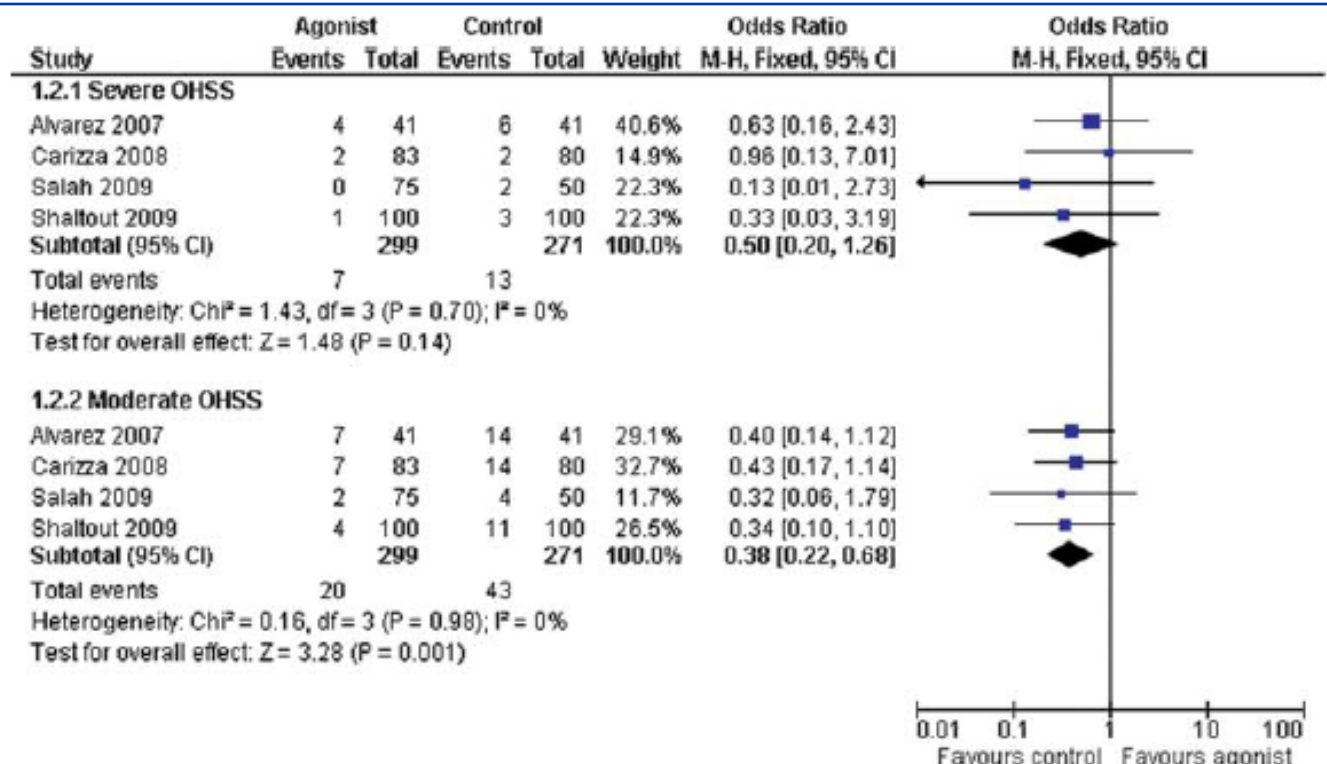 Agonist Control Odds Ratio Odds Ratio
Study Events Total Events Total Weight M-H, Fixed, 95% CI M-H, Fixed, 95% CI
1.2.1 Severe OHSS
Alvarez 2007 4 41 6 41 40.6% 0.63 [0.16, 2.43]
Carizza 2008 2 83 2 80 14.9% 0.96 [0.13, 7.01]
Salah 2009 0 75 2 50 22.3% 0.13 [0.01, 2.73]
Shaltout 2009 1 100 3 100 22.3% 0.33 [0.03, 3.19]
Subtotal (95% CI) 299 271 100.0% 0.50 [0.20, 1.26]
Total events 7 13
Heterogeneity: Chi² = 1.43, df = 3 (P = 0.70); I² = 0%
Test for overall effect: Z = 1.48 (P = 0.14)
1.2.2 Moderate OHSS
Alvarez 2007 7 41 14 41 29.1% 0.40 [0.14, 1.12]
Carizza 2008 7 83 14 80 32.7% 0.43 [0.17, 1.14]
Salah 2009 2 75 4 50 11.7% 0.32 [0.06, 1.79]
Shaltout 2009 4 100 11 100 26.5% 0.34 [0.10, 1.10]
Subtotal (95% CI) 299 271 100.0% 0.38 [0.22, 0.68]
Total events 20 43
Heterogeneity: Chi² = 0.16, df = 3 (P = 0.98); I² = 0%
Test for overall effect: Z = 3.28 (P = 0.001)
0.01 0.1 1 10 100
Favours control Favours agonist